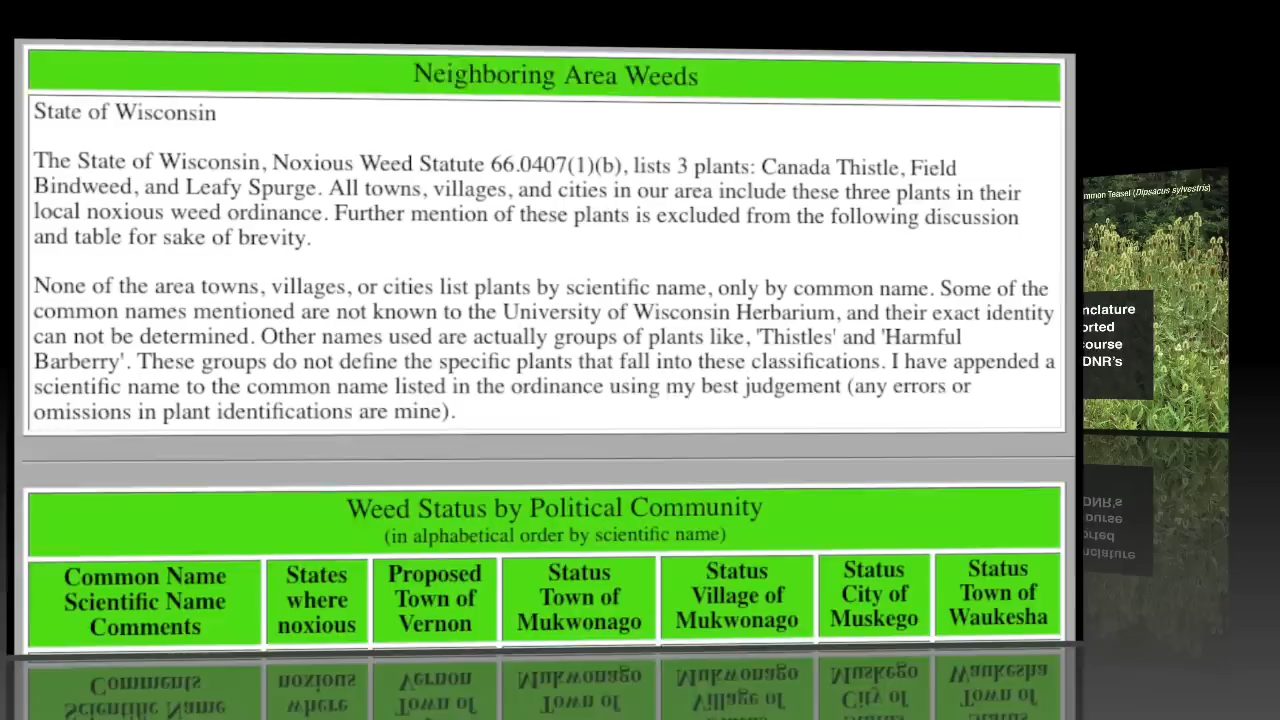 Neighboring Area Weeds
State of Wisconsin
The State of Wisconsin, Noxious Weed Statute 66.0407(1)(b), lists 3 plants: Canada Thistle, Field
Bindweed, and Leafy Spurge. All towns, villages, and cities in our area include these three plants in their
local noxious weed ordinance. Further mention of these plants is excluded from the following discussion
and table for sake of brevity.
None of the area towns, villages, or cities list plants by scientific name, only by common name. Some of the
common names mentioned are not known to the University of Wisconsin Herbarium, and their exact identity
can not be determined. Other names used are actually groups of plants like, 'Thistles' and 'Harmful
Barberry'. These groups do not define the specific plants that fall into these classifications. I have appended a
scientific name to the common name listed in the ordinance using my best judgement (any errors or
omissions in plant identifications are mine).
Weed Status by Political Community
(in alphabetical order by scientific name)
Common Name
Scientific Name
Comments
States
where
noxious
Proposed
Town of
Vernon
Status
Town of
Mukwonago
Status
Village of
Mukwonago
Status
City of
Muskego
Status
Town of
Waukesha
mmon Teasel (Dipsacus sylvestris)
nclature
orted
course
DNR's